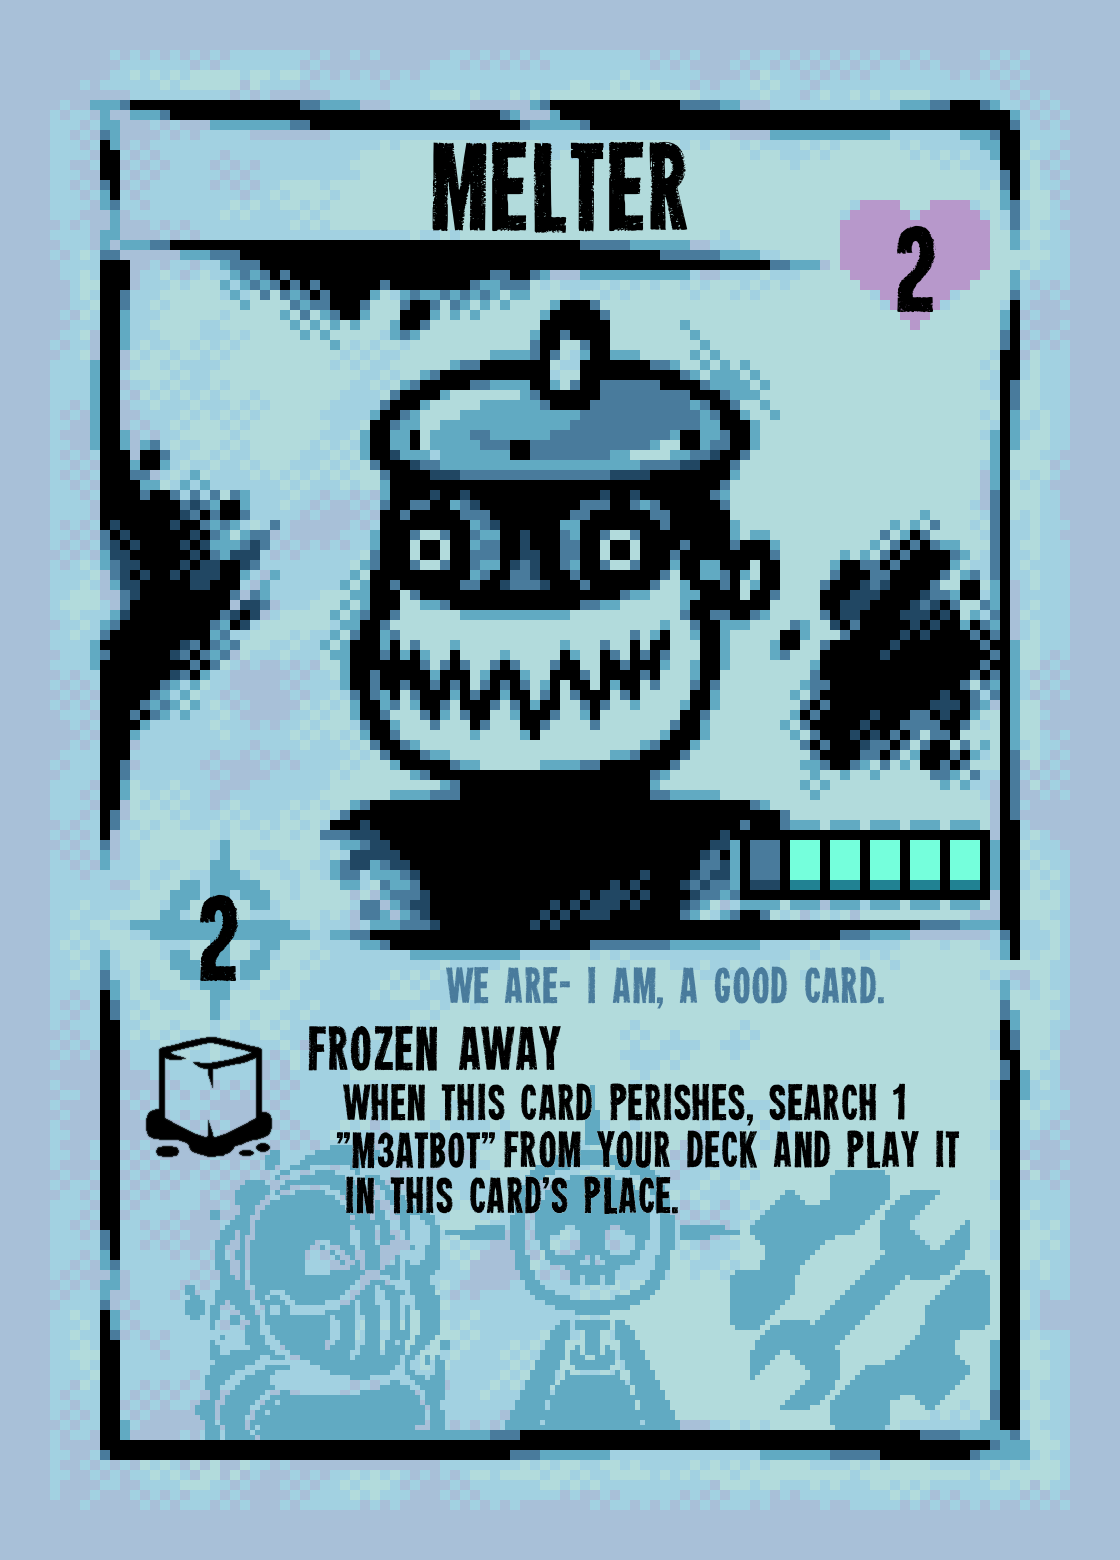 MELTER
2
2
WE ARE- I AM, A GOOD CARD.
FROZEN AWAY
WHEN THIS CARD PERISHES, SEARCH 1
"M3ATBOT" FROM YOUR DECK AND PLAY IT
IN THIS CARD'S PLACE.